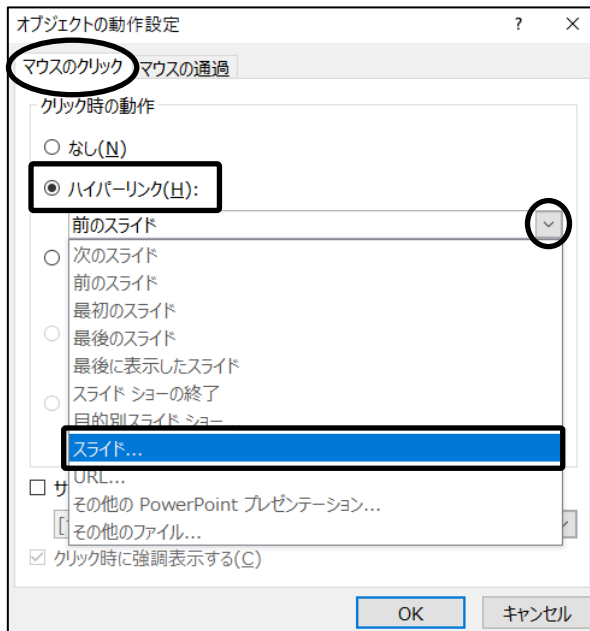 オブジェクトの動作設定 ? ×
マウスのクリック マウスの通過
クリック時の動作
なし(N)
ハイパーリンク(H):
前のスライド
次のスライド
前のスライド
最初のスライド
最後のスライド
最後に表示したスライド
スライド ショーの終了
目的別スライド ショー...
スライド...
URL...
サ
その他の PowerPoint プレゼンテーション...
[
その他のファイル...
クリック時に強調表示する(C)
OK キャンセル